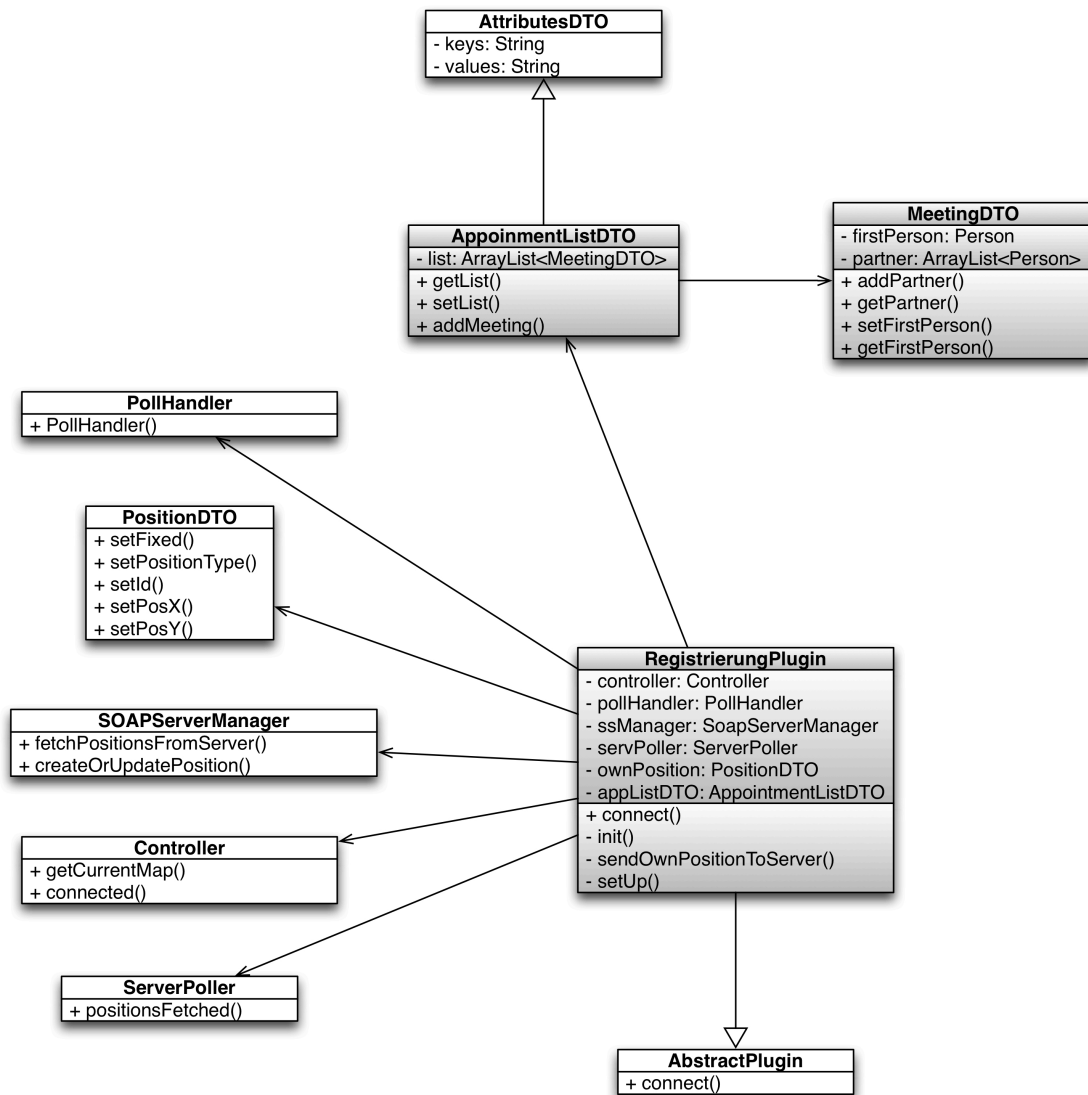 AttributesDTO
- keys: String
- values: String
AppoinmentListDTO
- list: ArrayList<MeetingDTO>
+ getList()
+ setList()
+ addMeeting()
MeetingDTO
- firstPerson: Person
- partner: ArrayList<Person>
+ addPartner()
+ getPartner()
+ setFirstPerson()
+ getFirstPerson()
PollHandler
+ PollHandler()
PositionDTO
+ setFixed()
+ setPositionType()
+ setId()
+ setPosX()
+ setPosY()
SOAPServerManager
+ fetchPositionsFromServer()
+ createOrUpdatePosition()
Controller
+ getCurrentMap()
+ connected()
ServerPoller
+ positionsFetched()
RegistrierungPlugin
- controller: Controller
- pollHandler: PollHandler
- ssManager: SoapServerManager
- servPoller: ServerPoller
- ownPosition: PositionDTO
- appListDTO: AppointmentListDTO
+ connect()
- init()
- sendOwnPositionToServer()
- setUp()
AbstractPlugin
+ connect()